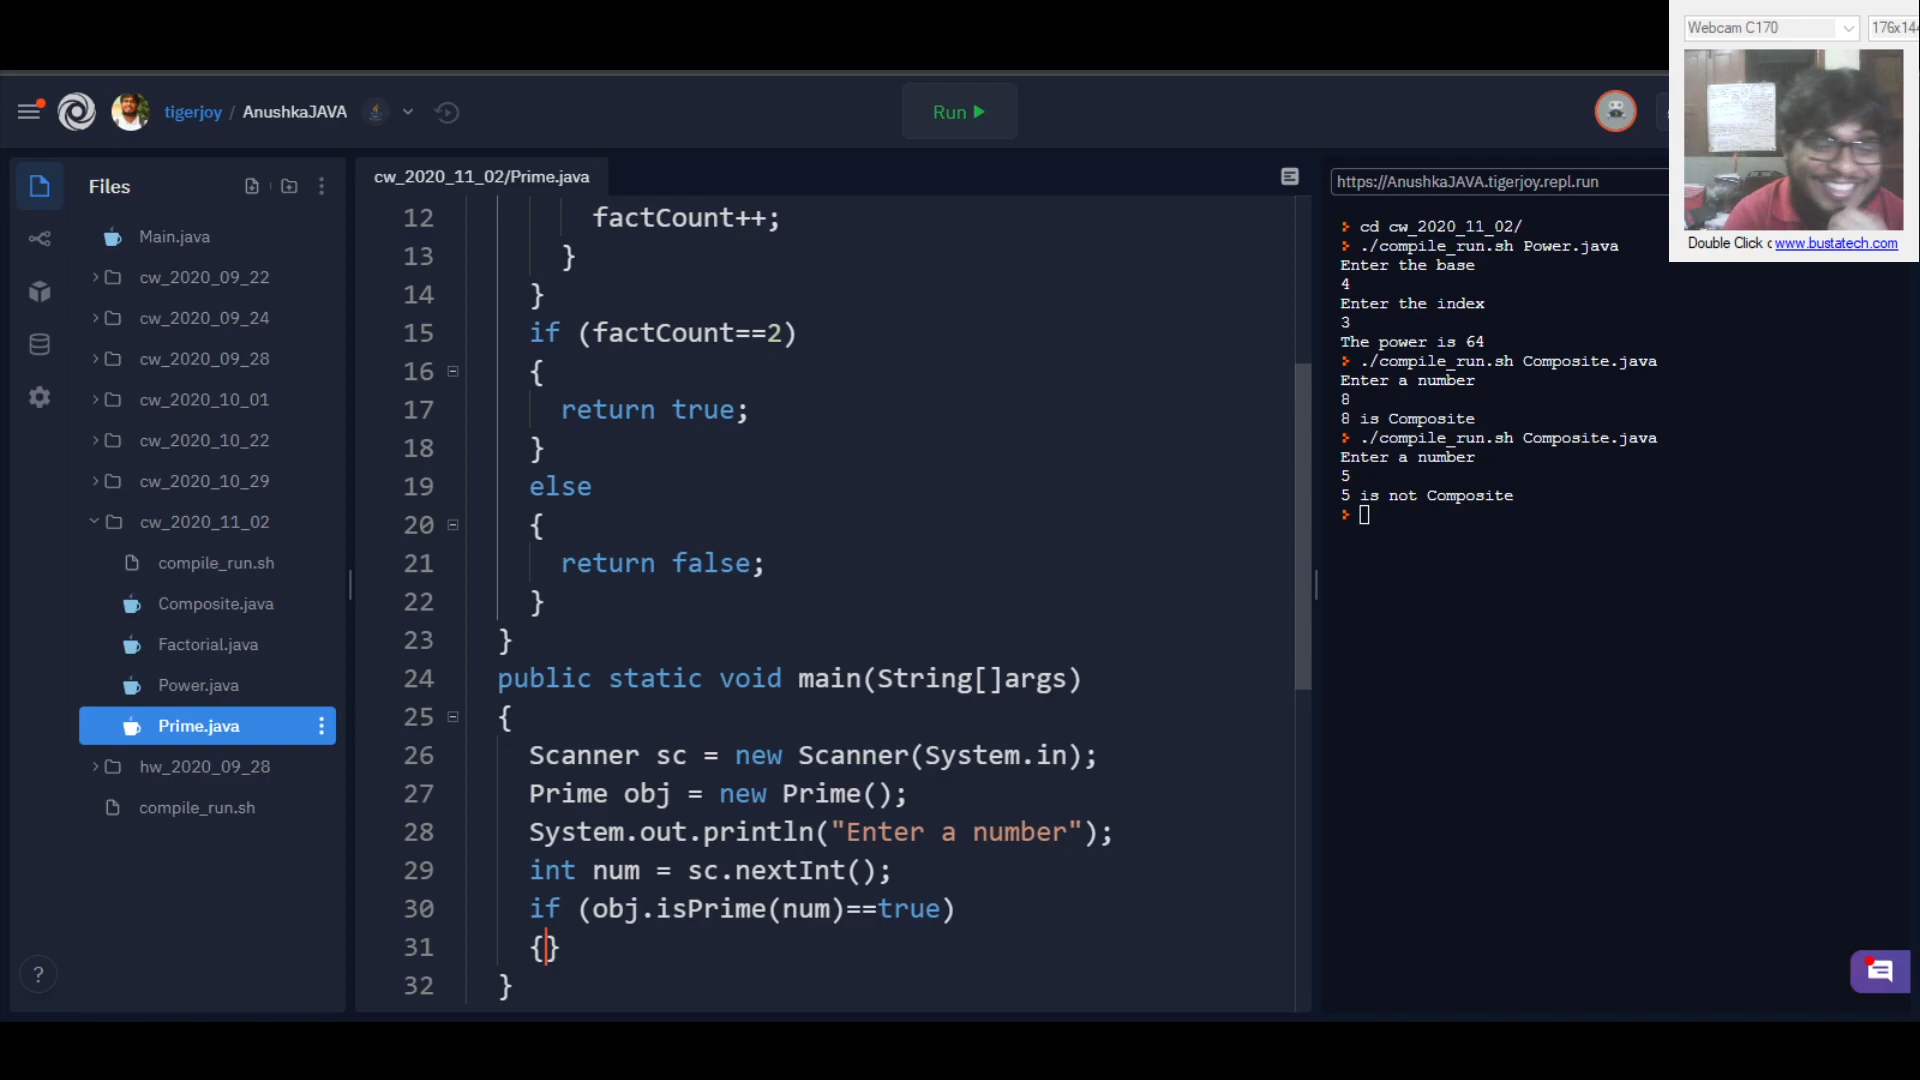 Webcam C170
176x144
Double Click c www.bustatech.com
tigerjoy / AnushkaJAVA
Run
Files
Main.java
cw_2020_09_22
cw_2020_09_24
cw_2020_09_28
cw_2020_10_01
cw_2020_10_22
cw_2020_10_29
cw_2020_11_02
compile_run.sh
Composite.java
Factorial.java
Power.java
Prime.java
hw_2020_09_28
compile_run.sh
?
cw_2020_11_02/Prime.java
12 factCount++;
13 }
14 }
15 if (factCount==2)
16 {
17 return true;
18 }
19 else
20 {
21 return false;
22 }
23 }
24 public static void main(String[]args)
25 {
26 Scanner sc = new Scanner(System.in);
27 Prime obj = new Prime();
28 System.out.println("Enter a number");
29 int num = sc.nextInt();
30 if (obj.isPrime(num)==true)
31 {}
32 }
https://AnushkaJAVA.tigerjoy.repl.run
cd cw_2020_11_02/
./compile_run.sh Power.java
Enter the base
4
Enter the index
3
The power is 64
./compile_run.sh Composite.java
Enter a number
8
8 is Composite
./compile_run.sh Composite.java
Enter a number
5
5 is not Composite